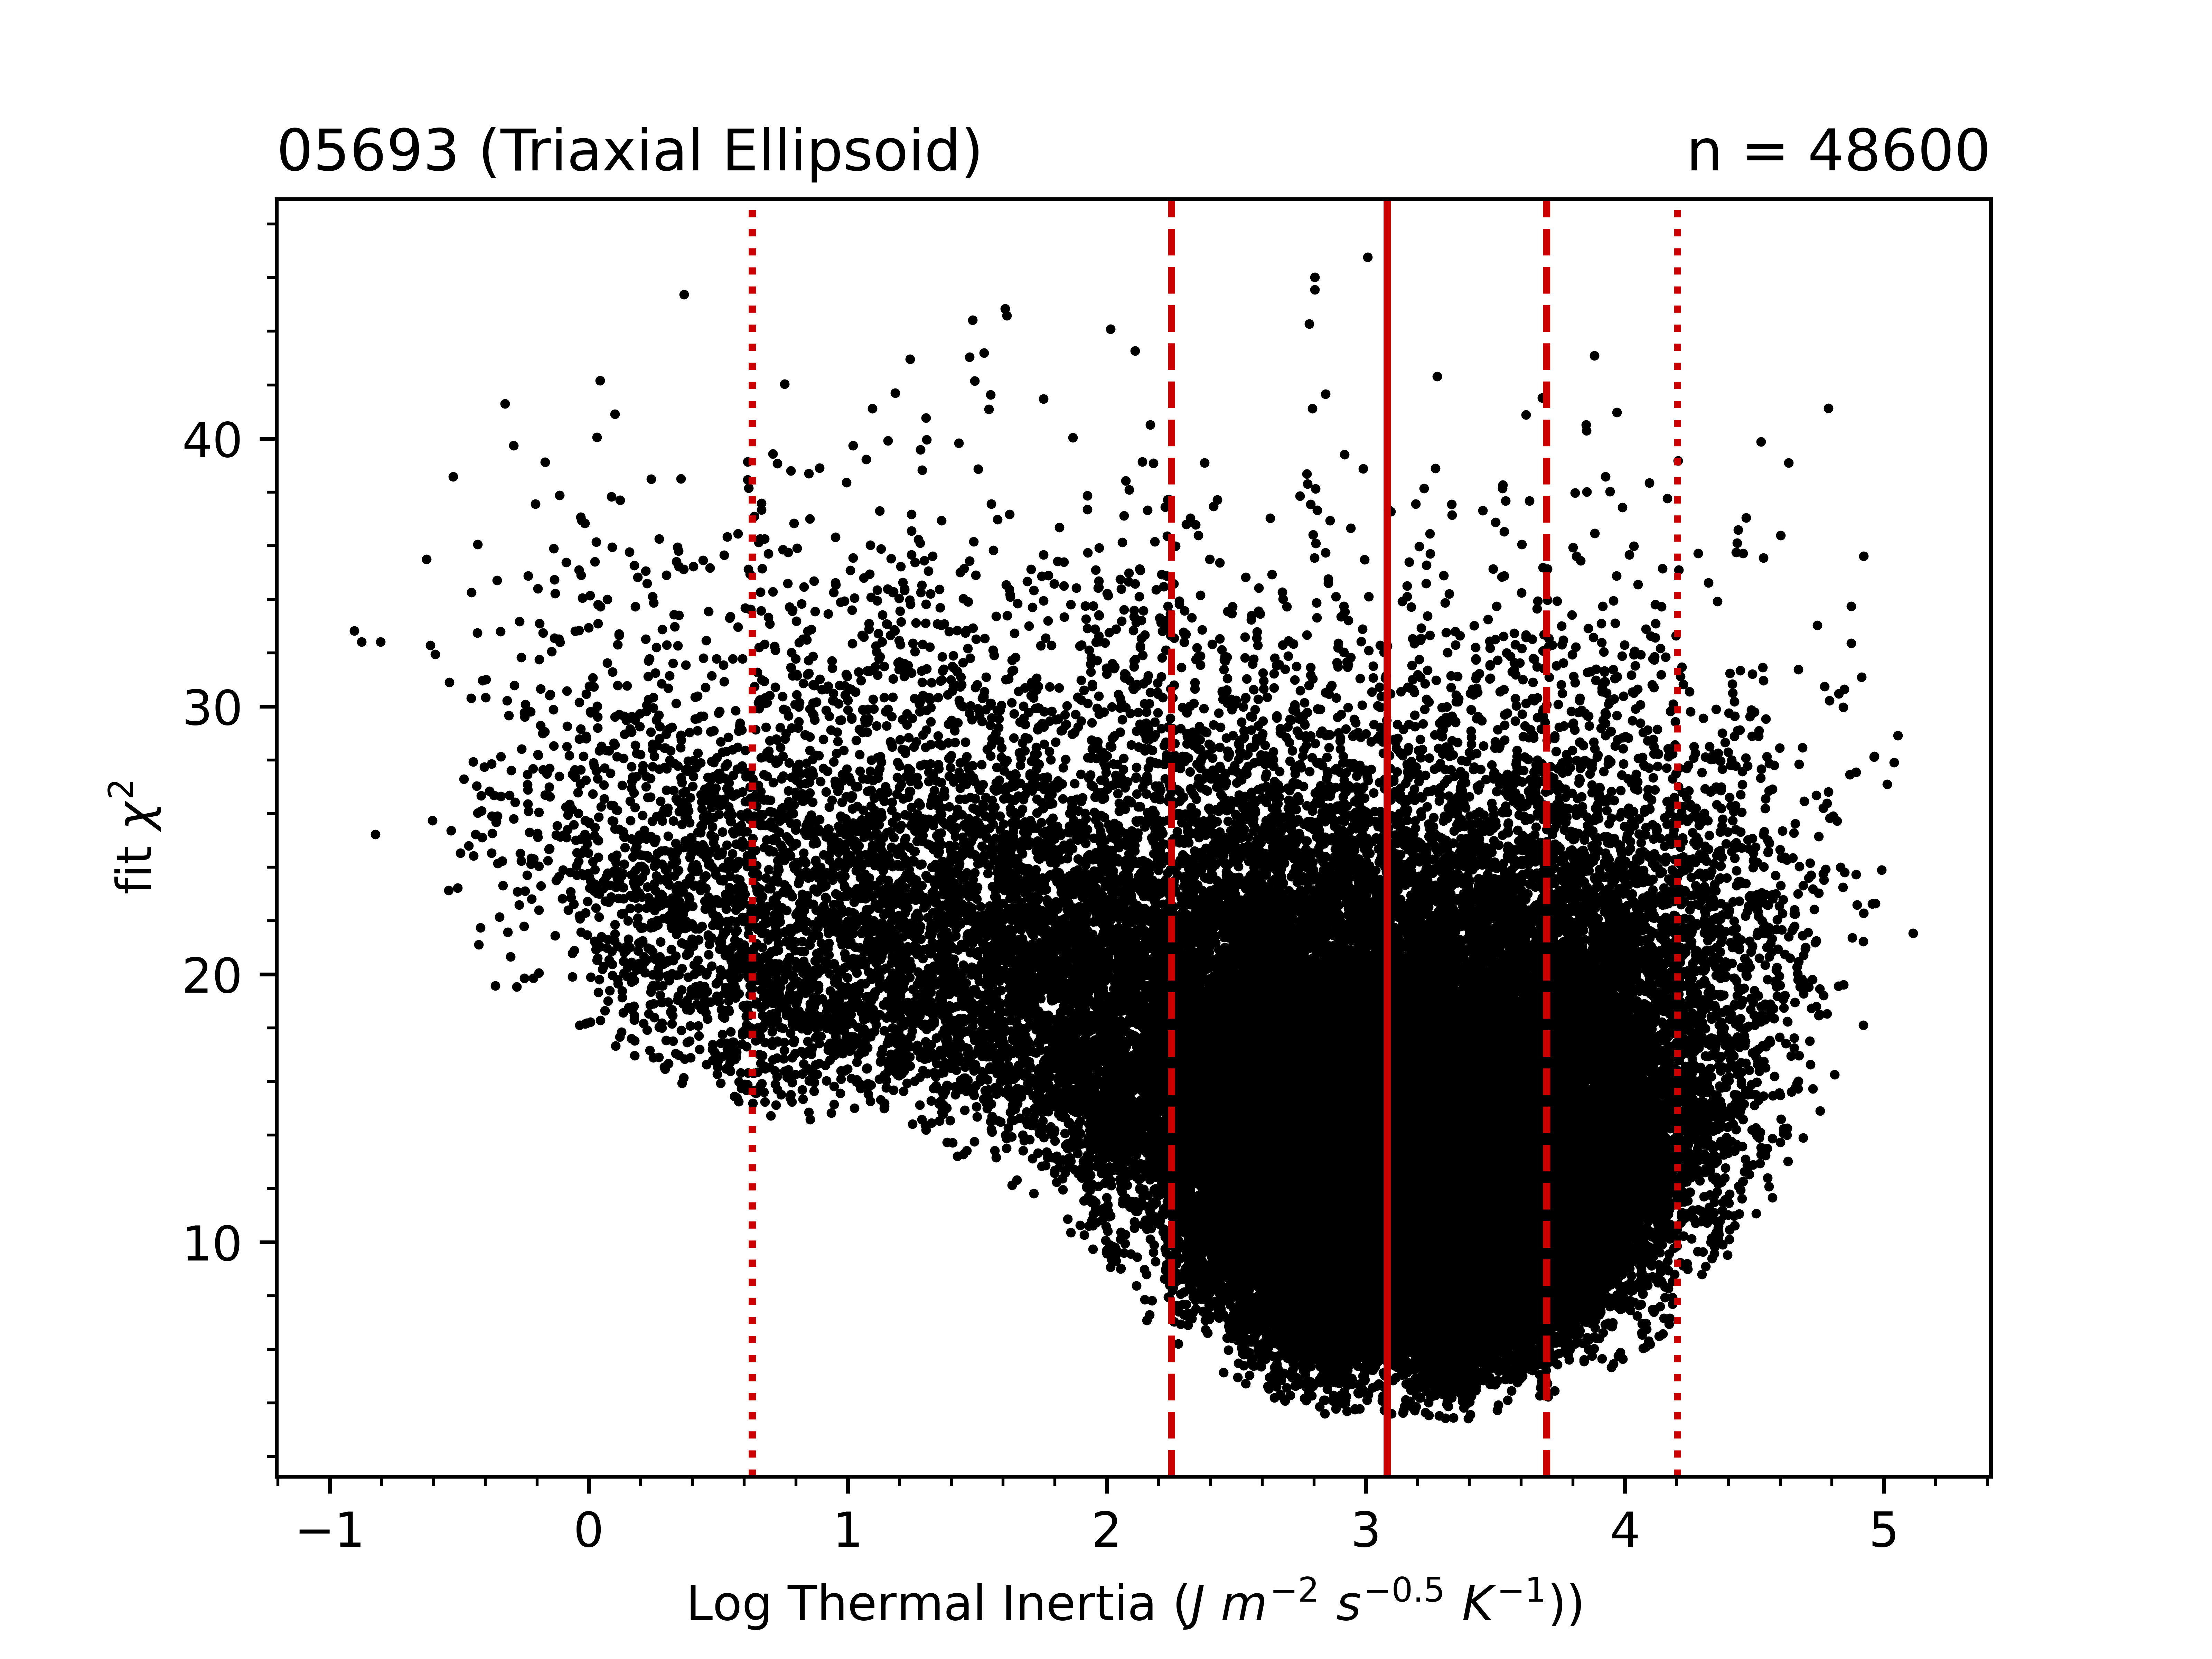 05693 (Triaxial Ellipsoid)
n = 48600
40
30
20
10
fit χ²
−1 0 1 2 3 4 5
Log Thermal Inertia (J m⁻² s⁻⁰·⁵ K⁻¹))